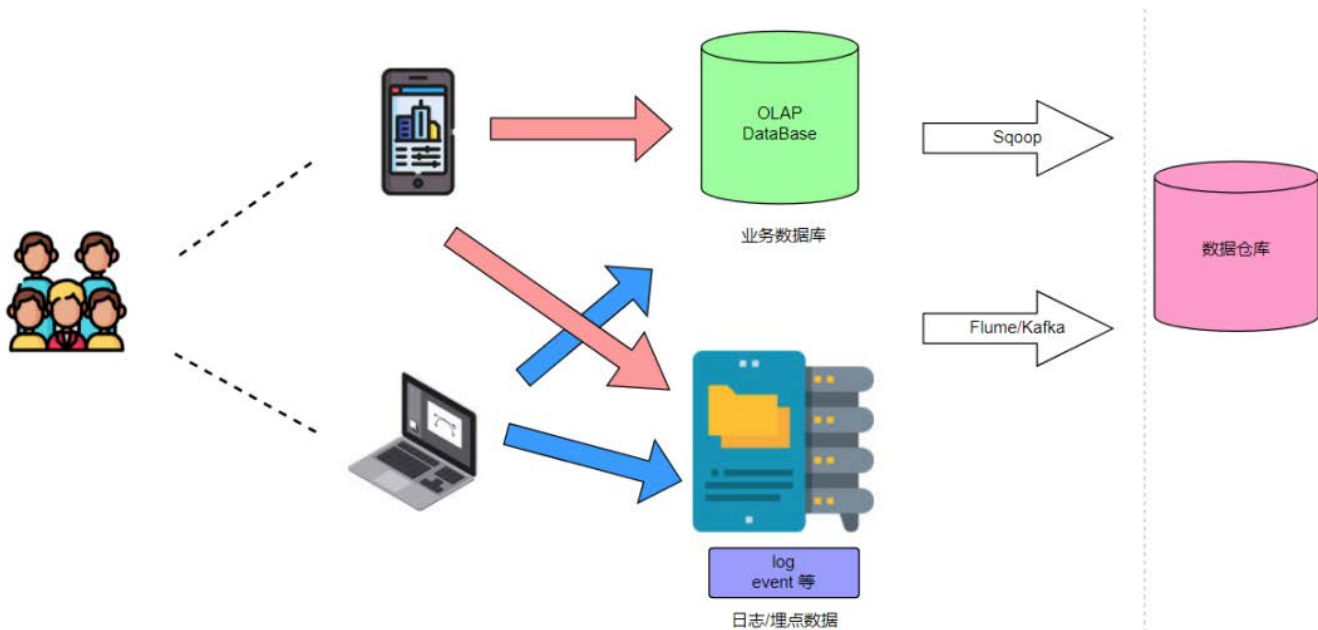 OLAP
DataBase
业务数据库
Sqoop
数据仓库
Flume/Kafka
log
event 等
日志/埋点数据